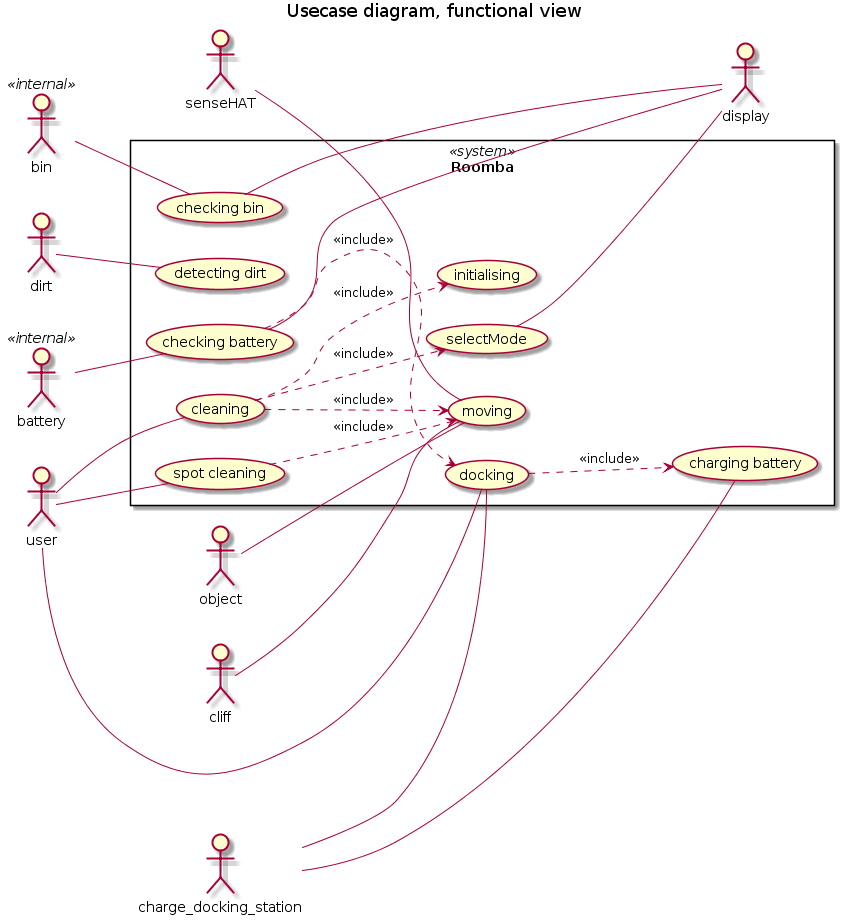 Usecase diagram, functional view
senseHAT
display
«internal»
bin
«system»
Roomba
checking bin
dirt
detecting dirt
«include»
initialising
«include»
«internal»
battery
checking battery
selectMode
«include»
cleaning
«include»
moving
«include»
spot cleaning
docking
«include»
charging battery
user
object
cliff
charge_docking_station